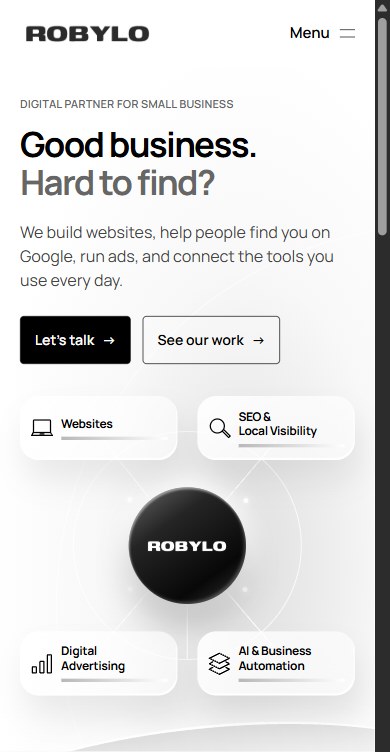 ROBYLO
Menu
DIGITAL PARTNER FOR SMALL BUSINESS
Good business.
Hard to find?
We build websites, help people find you on
Google, run ads, and connect the tools you
use every day.
Let's talk →
See our work →
Websites
SEO &
Local Visibility
ROBYLO
Digital
Advertising
AI & Business
Automation